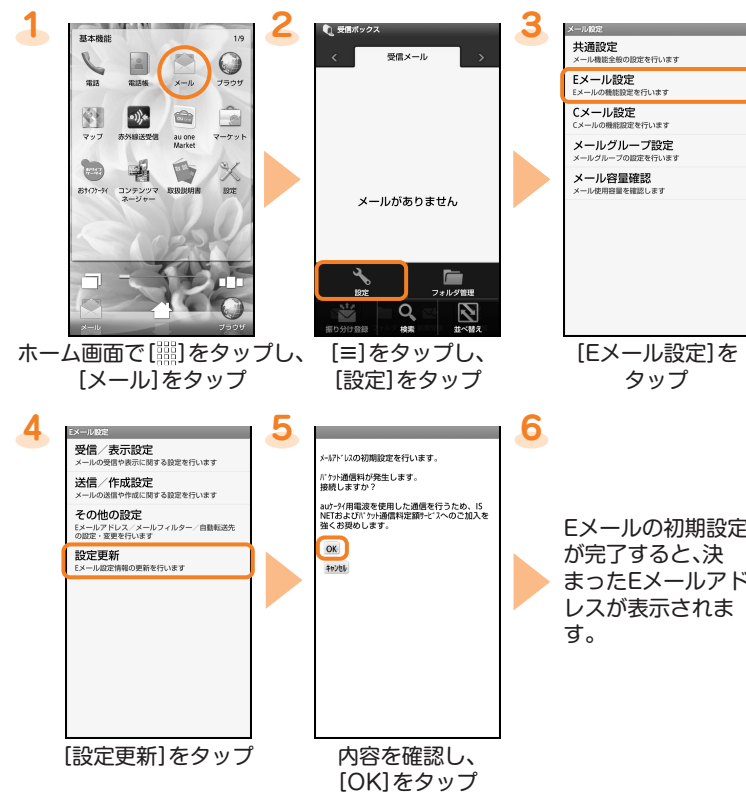 1
基本機能 1/9
電話 電話帳 メール ブラウザ
マップ 赤外線送受信 au one Market マーケット
おサイフケータイ コンテンツマネージャー 取扱説明書 設定
メール ブラウザ
ホーム画面で[ ]をタップし、
[メール]をタップ
2
受信ボックス
< 受信メール >
メールがありません
設定 フォルダ管理
振り分け登録 検索 並べ替え
[≡]をタップし、
[設定]をタップ
3
メール設定
共通設定
メール機能全般の設定を行います
Eメール設定
Eメールの機能設定を行います
Cメール設定
Cメールの機能設定を行います
メールグループ設定
メールグループの設定を行います
メール容量確認
メール使用容量を確認します
[Eメール設定]を
タップ
4
Eメール設定
受信/表示設定
メールの受信や表示に関する設定を行います
送信/作成設定
メールの送信や作成に関する設定を行います
その他の設定
Eメールアドレス/メールフィルター/自動転送先
の設定・変更を行います
設定更新
Eメール設定情報の更新を行います
[設定更新]をタップ
5
ﾒｰﾙｱﾄﾞﾚｽの初期設定を行います。
ﾊﾟｹｯﾄ通信料が発生します。
接続しますか？
auｹｰﾀｲ用電波を使用した通信を行うため、IS
NETおよびﾊﾟｹｯﾄ通信料定額ｻｰﾋﾞｽへのご加入を
強くお奨めします。
OK
ｷｬﾝｾﾙ
内容を確認し、
[OK]をタップ
6
Eメールの初期設定
が完了すると、決
まったEメールアド
レスが表示されま
す。